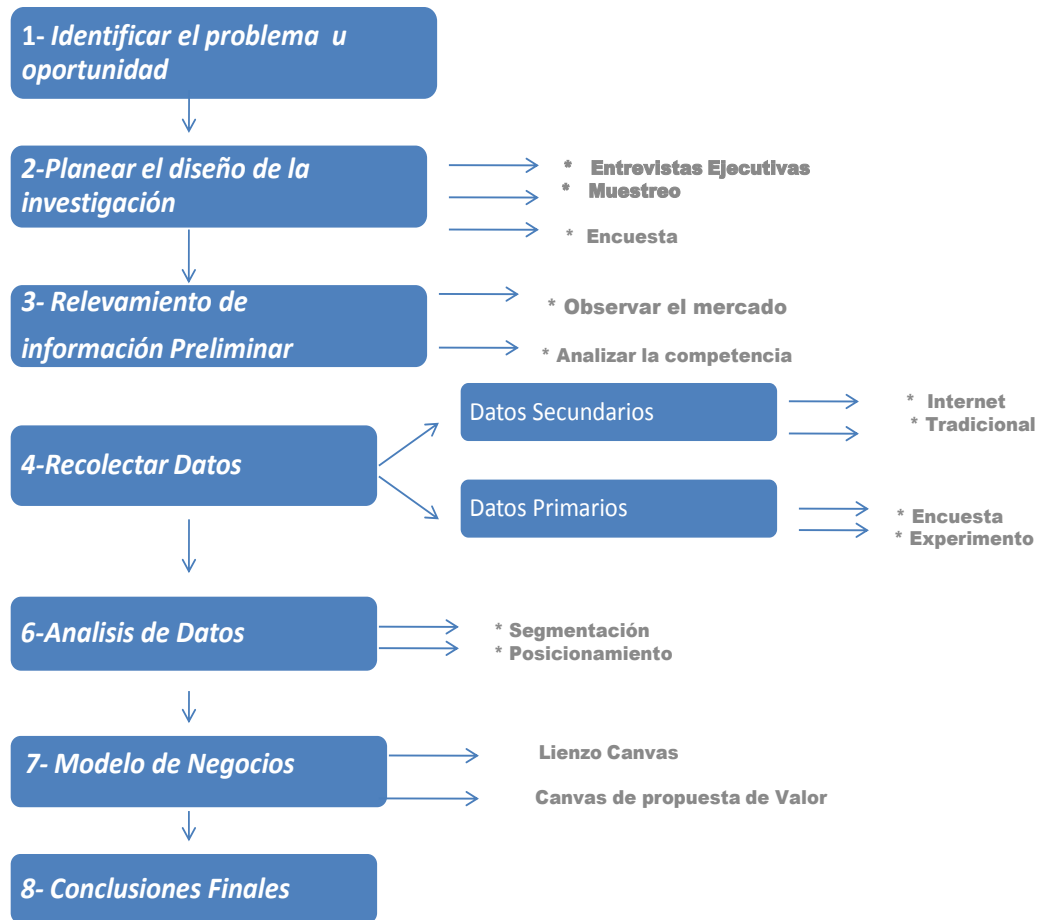 1- Identificar el problema u
oportunidad
2-Planear el diseño de la
investigación
* Entrevistas Ejecutivas
* Muestreo
* Encuesta
3- Relevamiento de
información Preliminar
* Observar el mercado
* Analizar la competencia
4-Recolectar Datos
Datos Secundarios
* Internet
* Tradicional
Datos Primarios
* Encuesta
* Experimento
6-Analisis de Datos
* Segmentación
* Posicionamiento
7- Modelo de Negocios
Lienzo Canvas
Canvas de propuesta de Valor
8- Conclusiones Finales